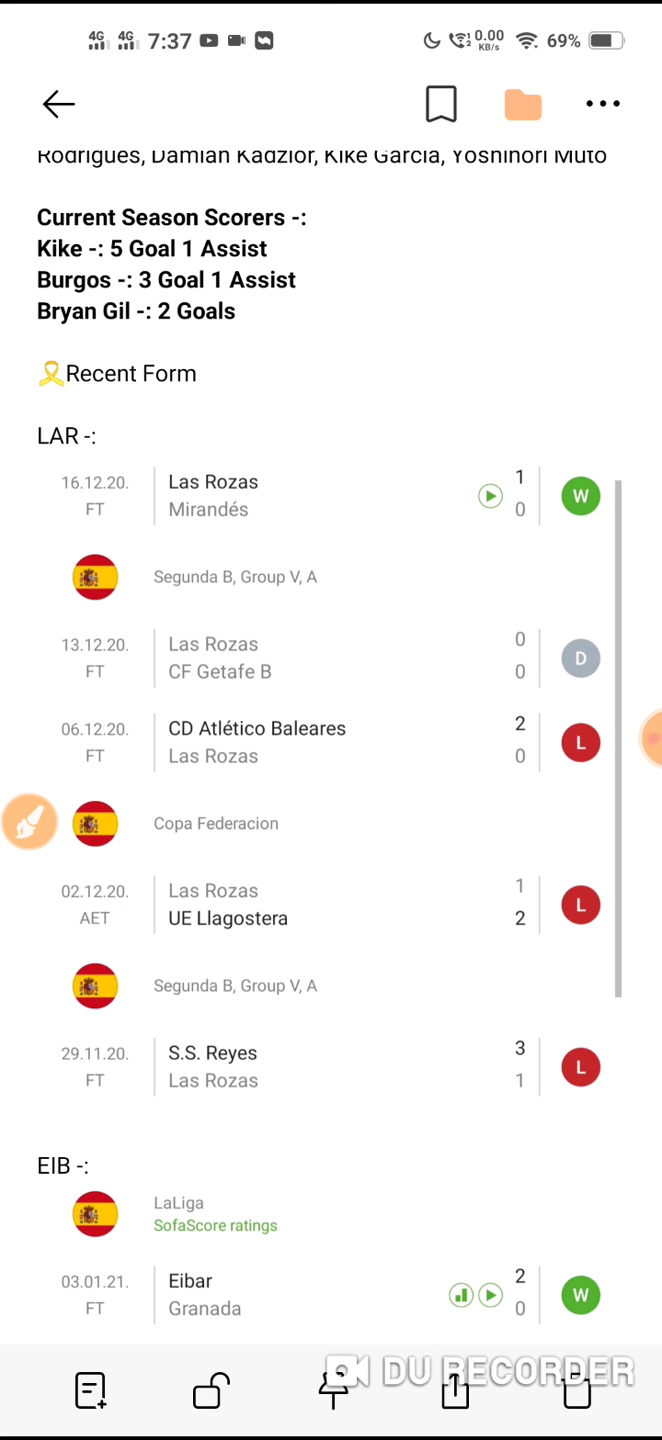 4G 4G 7:37 2 0.00 KB/s 69%
Rodrigues, Damian Kadzior, Kike Garcia, Yoshinori Muto
Current Season Scorers -:
Kike -: 5 Goal 1 Assist
Burgos -: 3 Goal 1 Assist
Bryan Gil -: 2 Goals
🎗Recent Form
LAR -:
16.12.20. Las Rozas 1
FT Mirandés 0 W
Segunda B, Group V, A
13.12.20. Las Rozas 0
FT CF Getafe B 0 D
06.12.20. CD Atlético Baleares 2
FT Las Rozas 0 L
Copa Federacion
02.12.20. Las Rozas 1
AET UE Llagostera 2 L
Segunda B, Group V, A
29.11.20. S.S. Reyes 3
FT Las Rozas 1 L
EIB -:
LaLiga
SofaScore ratings
03.01.21. Eibar 2
FT Granada 0 W
DU RECORDER